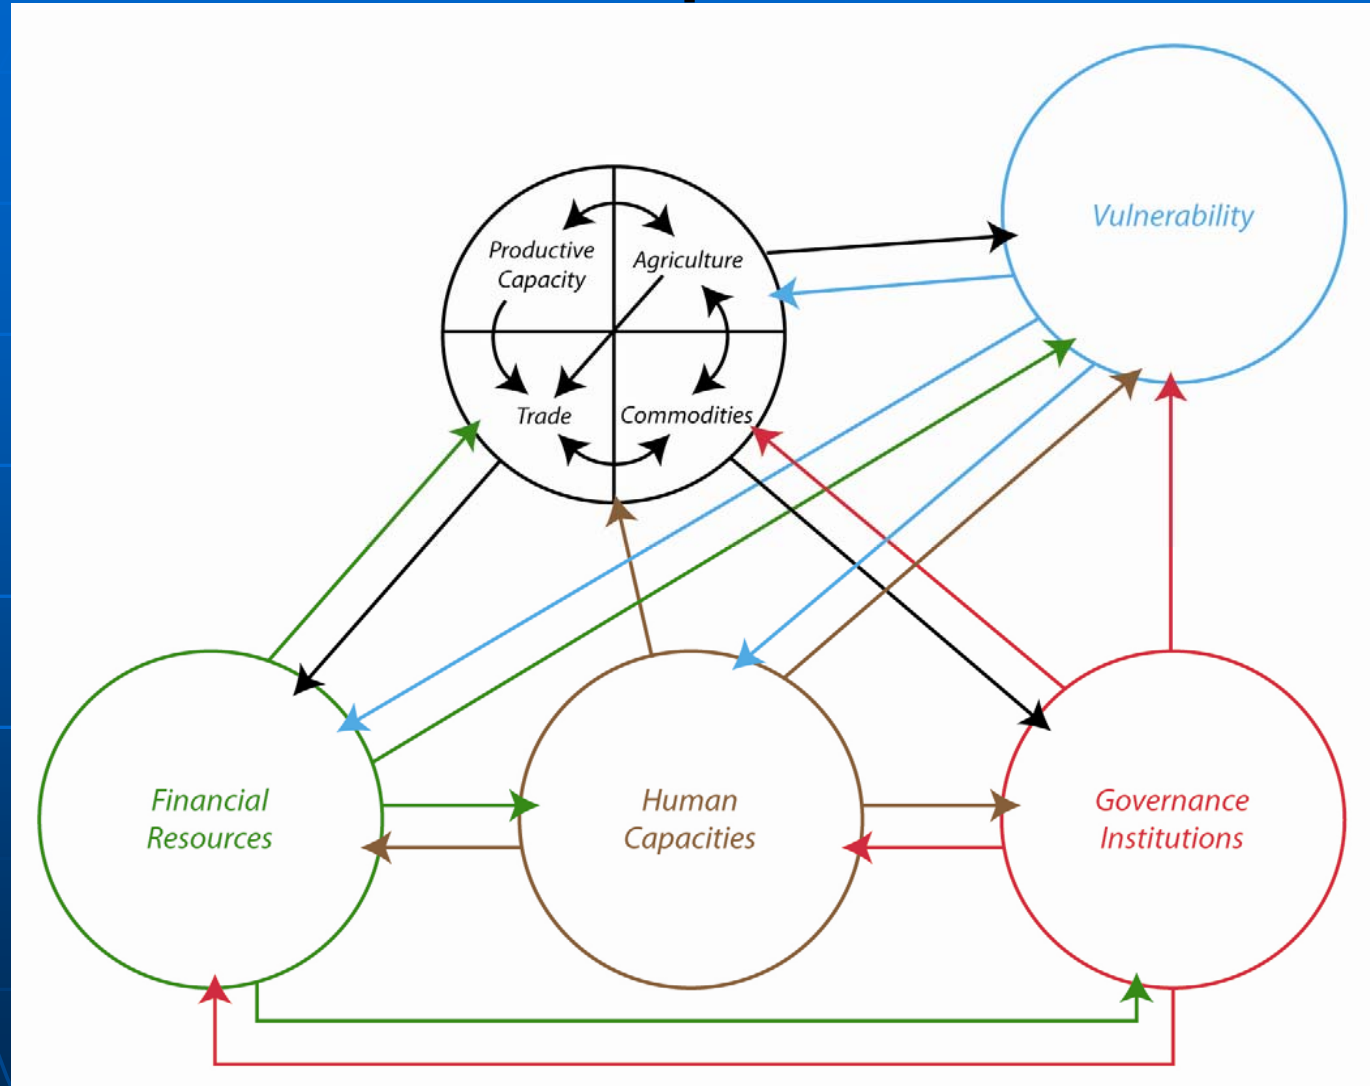 Vulnerability
Productive
Capacity
Agriculture
Trade
Commodities
Financial
Resources
Human
Capacities
Governance
Institutions